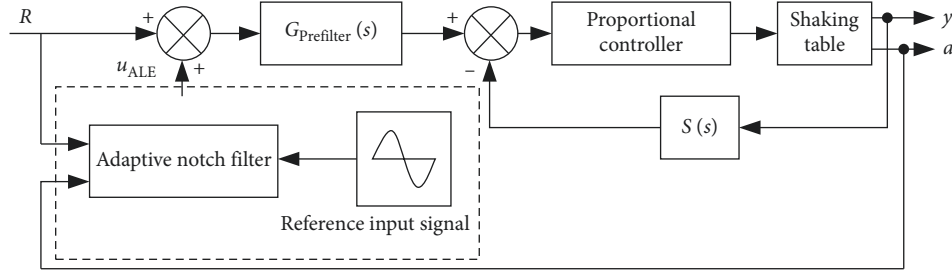 R
+
+
u_ALE
G_Prefilter (s)
+
−
Proportional
controller
Shaking
table
y
a
S (s)
Adaptive notch filter
Reference input signal